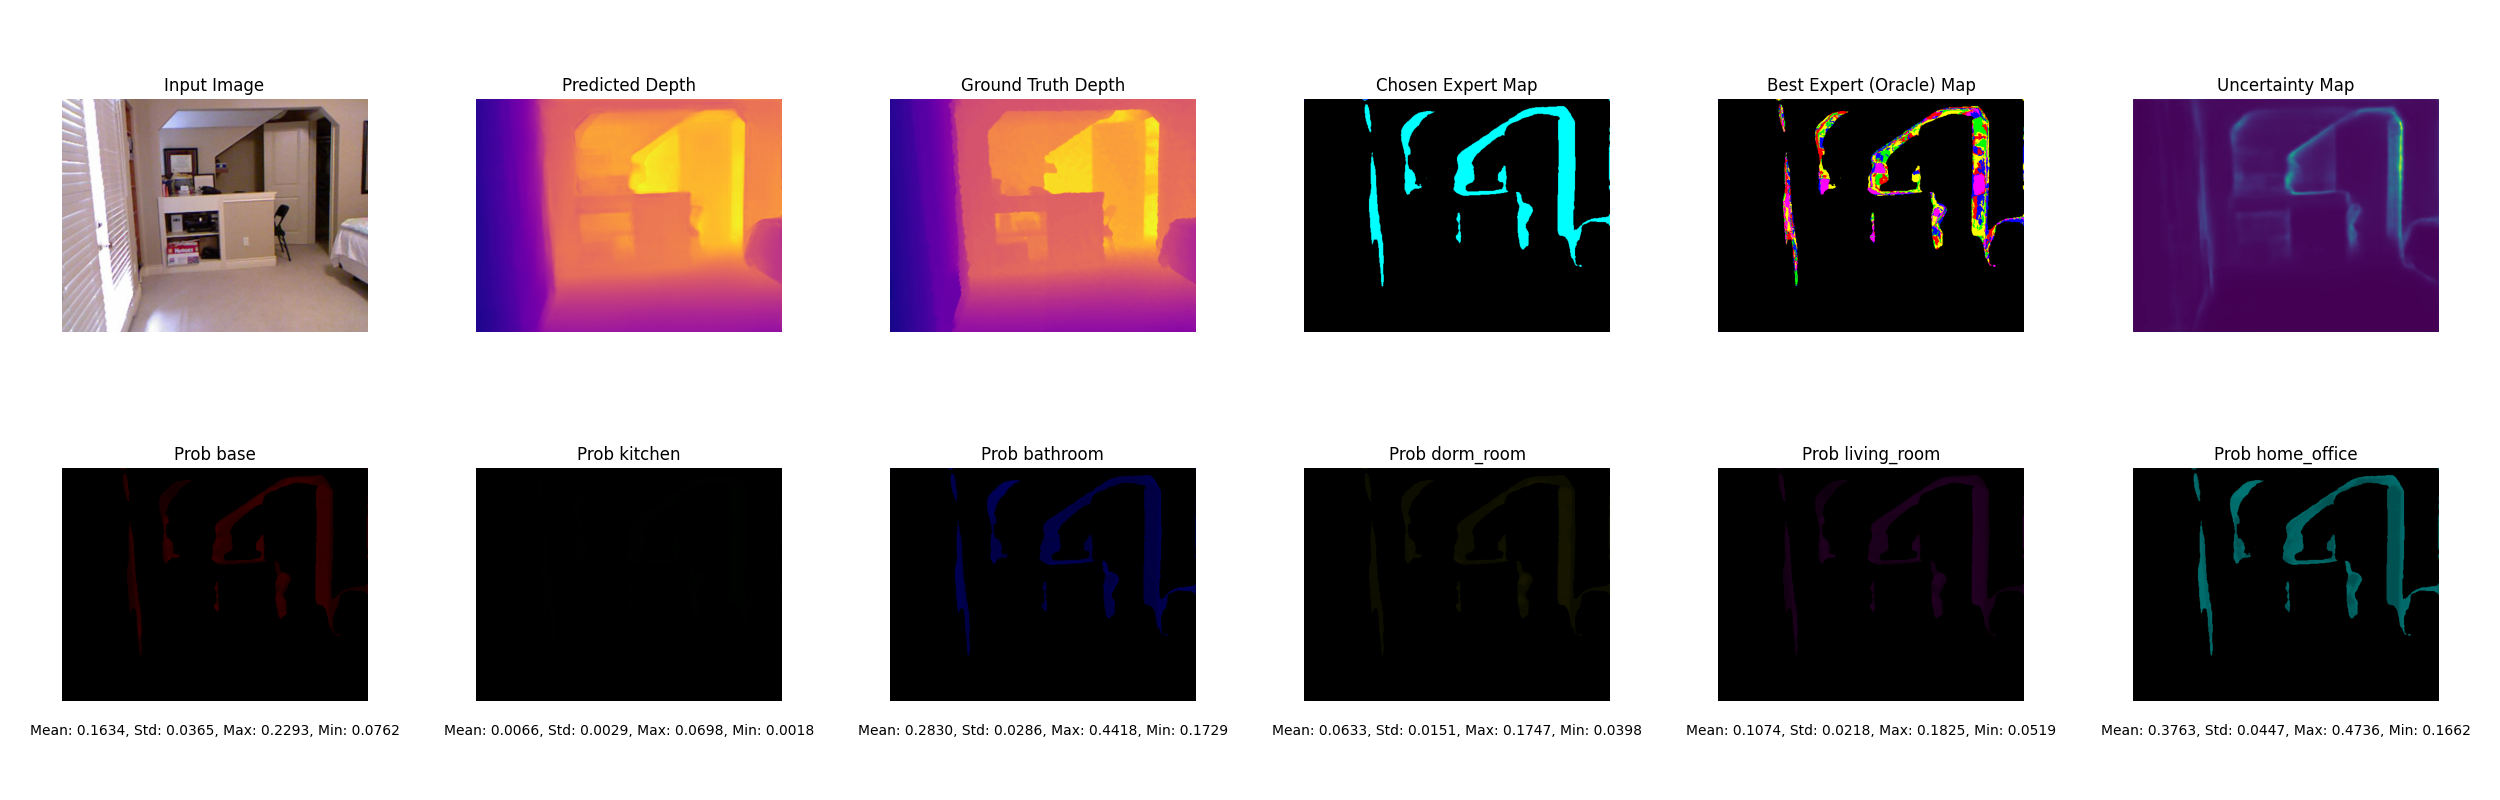 Input Image
Predicted Depth
Ground Truth Depth
Chosen Expert Map
Best Expert (Oracle) Map
Uncertainty Map
Prob base
Prob kitchen
Prob bathroom
Prob dorm_room
Prob living_room
Prob home_office
Mean: 0.1634, Std: 0.0365, Max: 0.2293, Min: 0.0762
Mean: 0.0066, Std: 0.0029, Max: 0.0698, Min: 0.0018
Mean: 0.2830, Std: 0.0286, Max: 0.4418, Min: 0.1729
Mean: 0.0633, Std: 0.0151, Max: 0.1747, Min: 0.0398
Mean: 0.1074, Std: 0.0218, Max: 0.1825, Min: 0.0519
Mean: 0.3763, Std: 0.0447, Max: 0.4736, Min: 0.1662